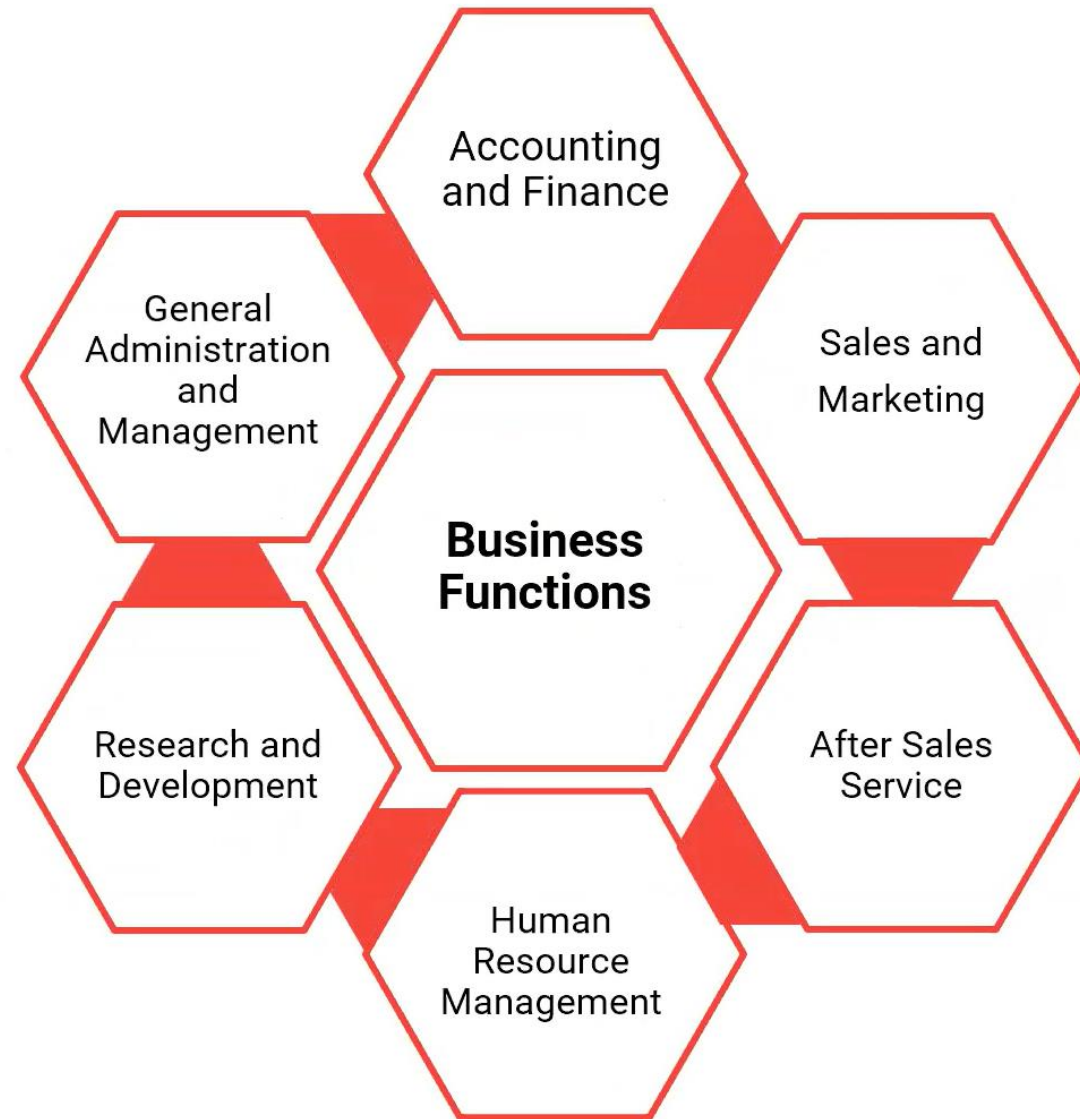 Accounting
and Finance
General
Administration
and
Management
Sales and
Marketing
Business
Functions
Research and
Development
After Sales
Service
Human
Resource
Management